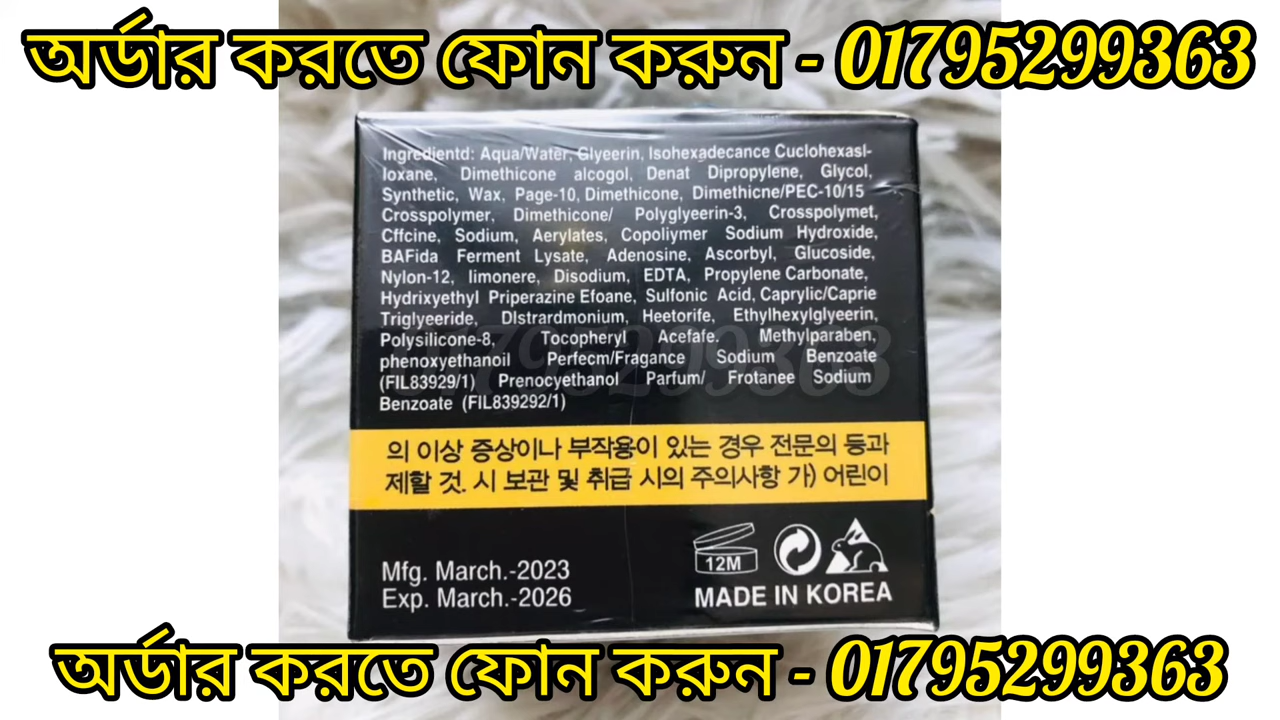 অর্ডার করতে ফোন করুন - 01795299363
Ingredientd: Aqua/Water, Glyeerin, Isohexadecance Cuclohexasl-
loxane, Dimethicone alcogol, Denat Dipropylene, Glycol,
Synthetic, Wax, Page-10, Dimethicone, Dimethicne/PEC-10/15
Crosspolymer, Dimethicone/ Polyglyeerin-3, Crosspolymet,
Cffcine, Sodium, Aerylates, Copoliymer Sodium Hydroxide,
BAFida Ferment Lysate, Adenosine, Ascorbyl, Glucoside,
Nylon-12, limonere, Disodium, EDTA, Propylene Carbonate,
Hydrixyethyl Priperazine Efoane, Sulfonic Acid, Caprylic/Caprie
Triglyeeride, DIstrardmonium, Heetorife, Ethylhexylglyeerin,
Polysilicone-8, Tocopheryl Acefafe. Methylparaben,
phenoxyethanoil Perfecm/Fragance Sodium Benzoate
(FIL83929/1) Prenocyethanol Parfum/ Frotanee Sodium
Benzoate (FIL839292/1)
01795299363
의 이상 증상이나 부작용이 있는 경우 전문의 등과
제할 것. 시 보관 및 취급 시의 주의사항 가) 어린이
12M
Mfg. March.-2023
Exp. March.-2026
MADE IN KOREA
অর্ডার করতে ফোন করুন - 01795299363